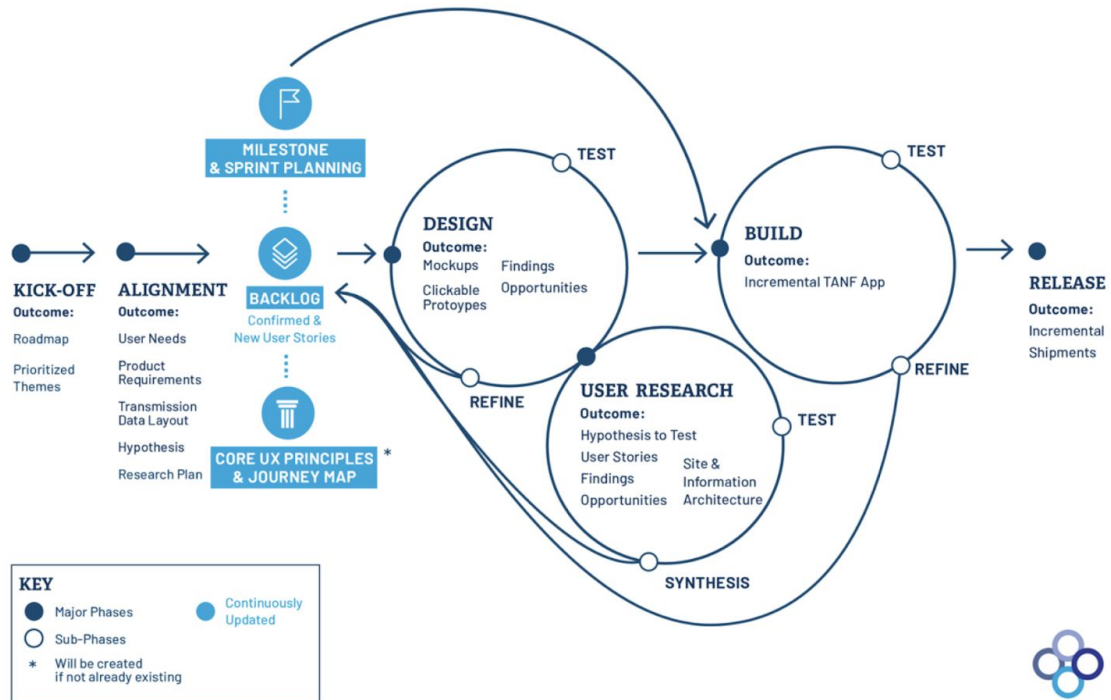 MILESTONE
& SPRINT PLANNING
KICK-OFF
Outcome:
Roadmap
Prioritized
Themes
ALIGNMENT
Outcome:
User Needs
Product
Requirements
Transmission
Data Layout
Hypothesis
Research Plan
BACKLOG
Confirmed &
New User Stories
CORE UX PRINCIPLES
& JOURNEY MAP
*
DESIGN
Outcome:
Mockups
Clickable
Protoypes
Findings
Opportunities
TEST
REFINE
USER RESEARCH
Outcome:
Hypothesis to Test
User Stories
Findings
Opportunities
Site &
Information
Architecture
TEST
SYNTHESIS
BUILD
Outcome:
Incremental TANF App
TEST
REFINE
RELEASE
Outcome:
Incremental
Shipments
KEY
Major Phases
Sub-Phases
* Will be created
if not already existing
Continuously
Updated